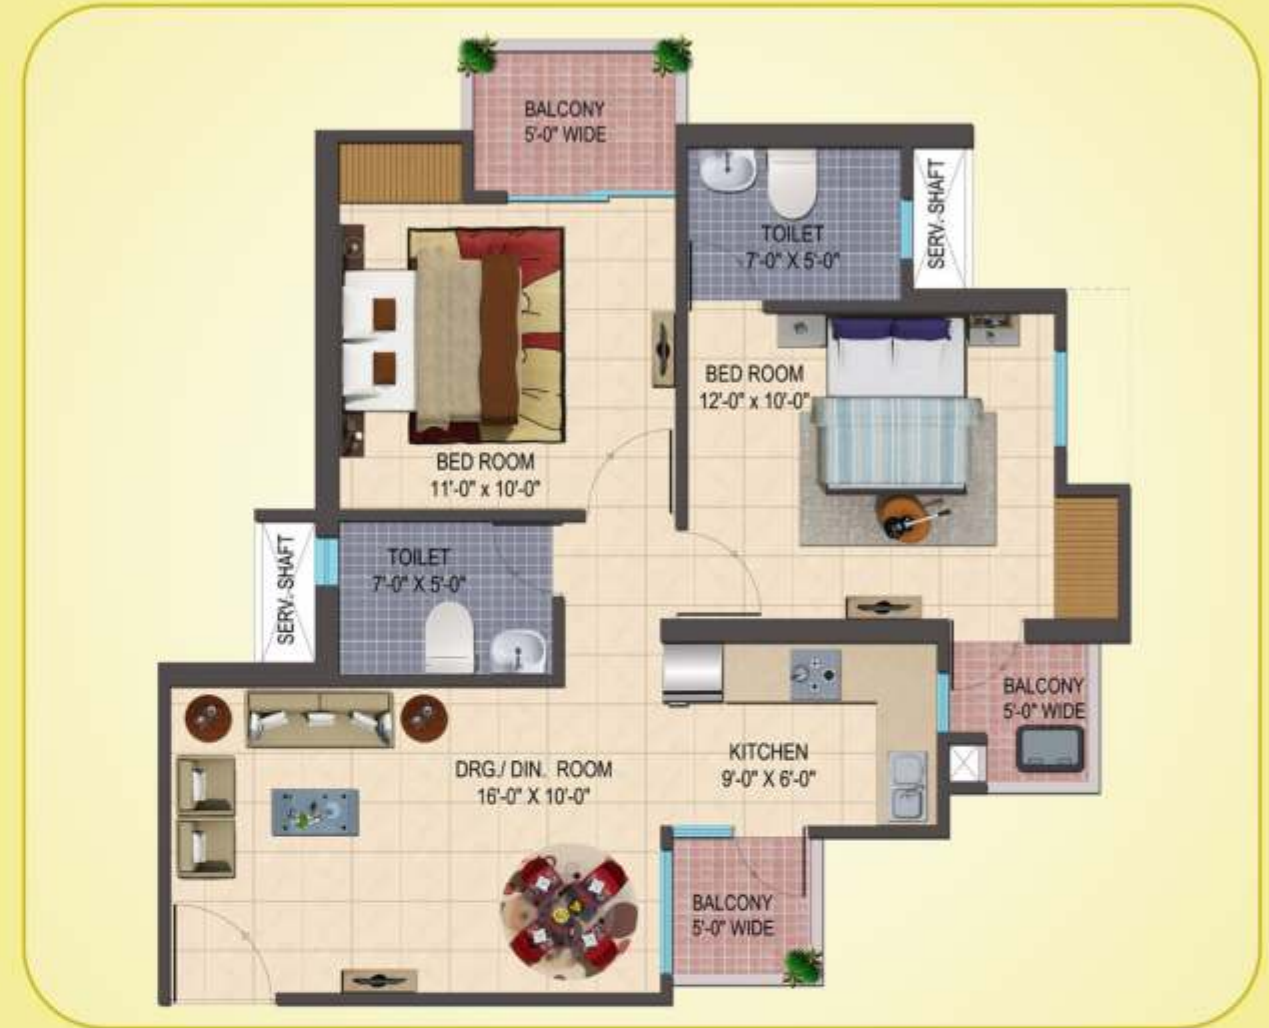 BALCONY
5'-0" WIDE
TOILET
7'-0" X 5'-0"
SERV. SHAFT
BED ROOM
12'-0" x 10'-0"
BED ROOM
11'-0" x 10'-0"
TOILET
7'-0" X 5'-0"
SERV. SHAFT
BALCONY
5'-0" WIDE
KITCHEN
9'-0" X 6'-0"
DRG./ DIN. ROOM
16'-0" X 10'-0"
BALCONY
5'-0" WIDE